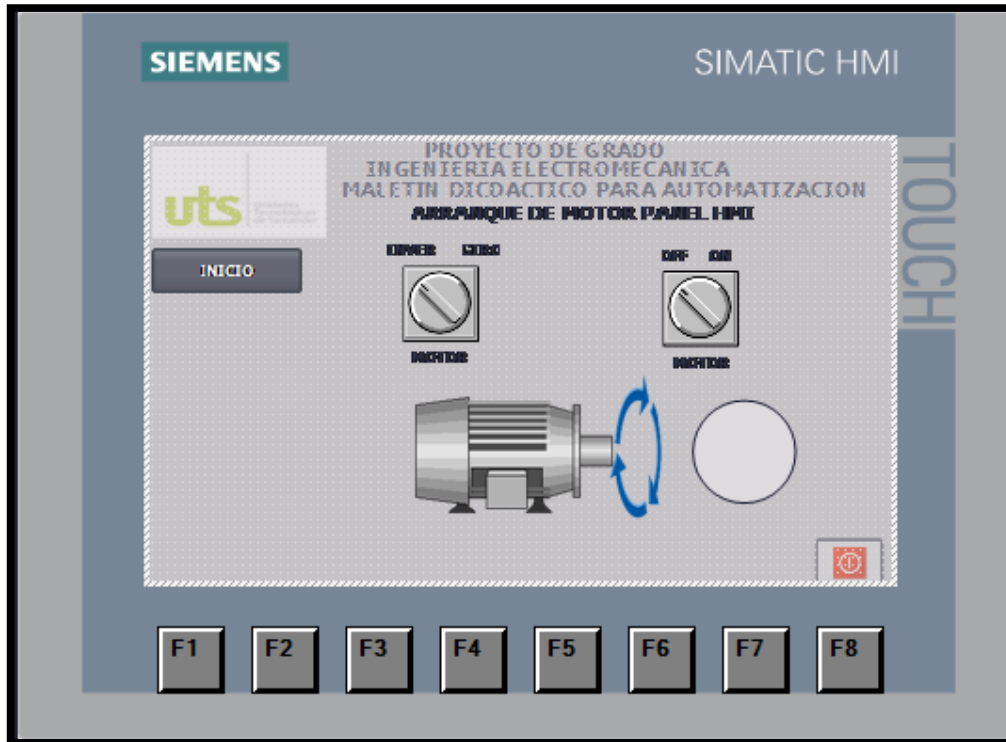 SIEMENS
SIMATIC HMI
TOUCH
PROYECTO DE GRADO
INGENIERIA ELECTROMECANICA
MALETIN DICDACTICO PARA AUTOMATIZACION
ARRANQUE DE MOTOR PANEL HMI
uts
INICIO
GIRO
OFF ON
MOTOR
MOTOR
F1 F2 F3 F4 F5 F6 F7 F8